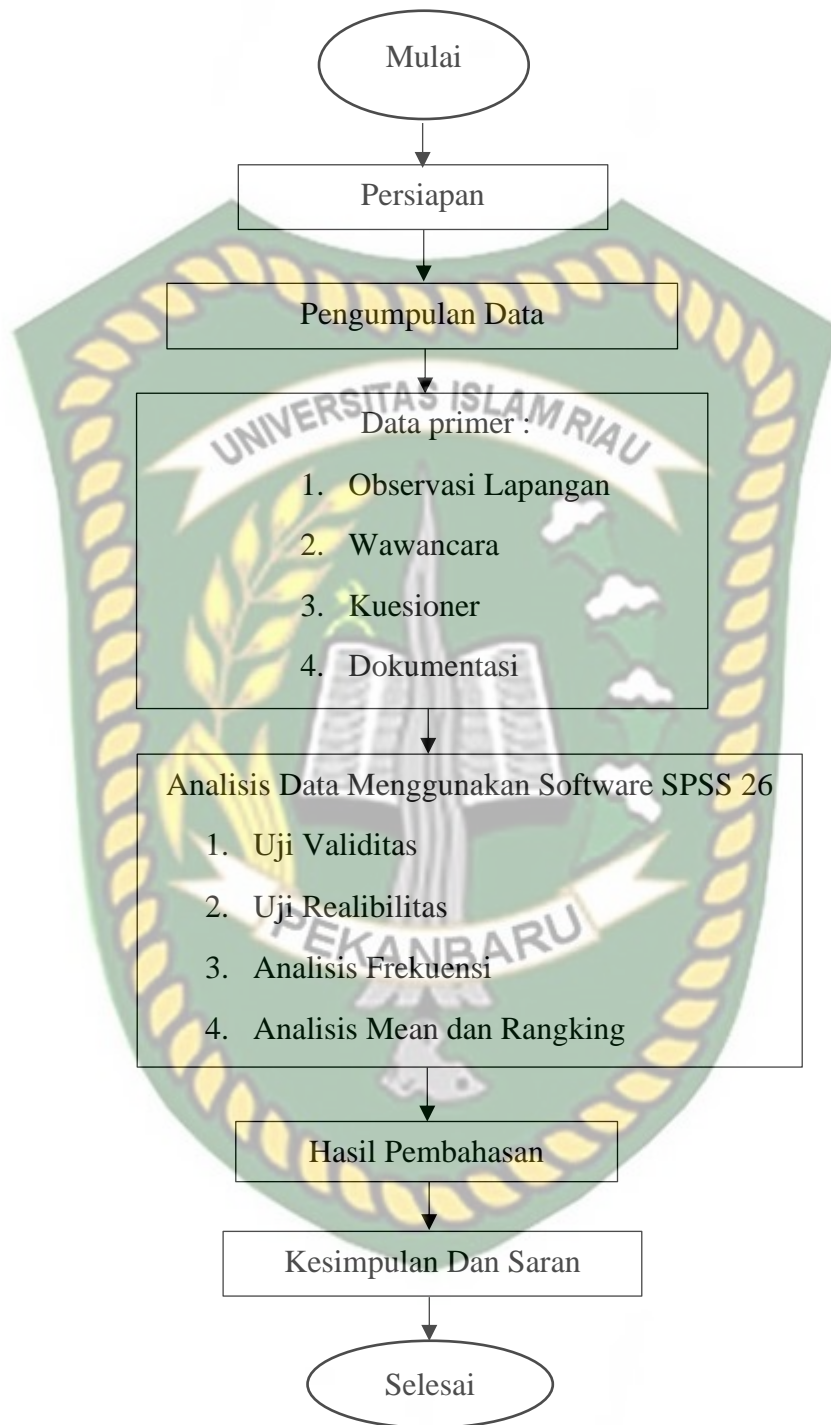 Mulai
Persiapan
Pengumpulan Data
UNIVERSITAS ISLAM RIAU
Data primer :
1. Observasi Lapangan
2. Wawancara
3. Kuesioner
4. Dokumentasi
Analisis Data Menggunakan Software SPSS 26
1. Uji Validitas
2. Uji Realibilitas
PEKANBARU
3. Analisis Frekuensi
4. Analisis Mean dan Rangking
Hasil Pembahasan
Kesimpulan Dan Saran
Selesai